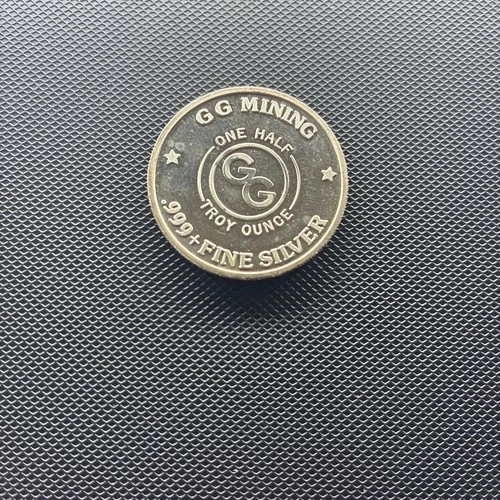 GG MINING
ONE HALF
GG
TROY OUNCE
.999+FINE SILVER